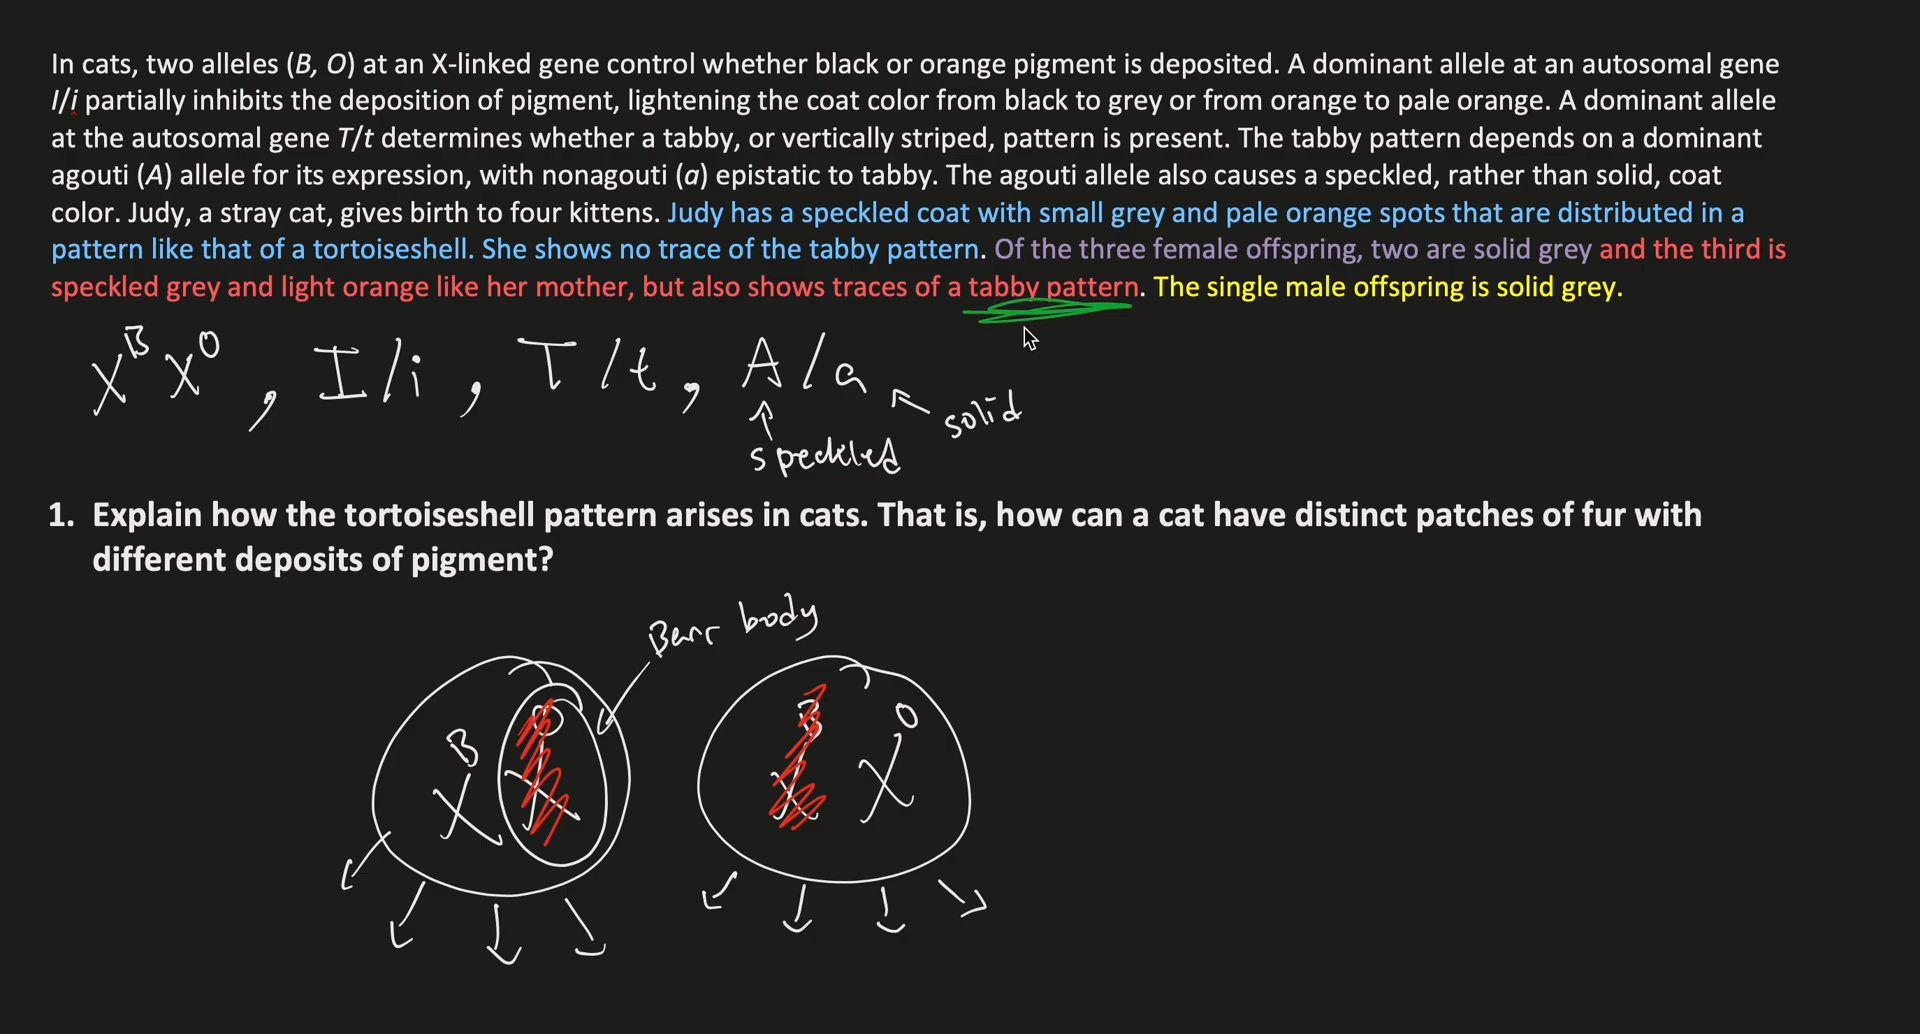 In cats, two alleles (B, O) at an X-linked gene control whether black or orange pigment is deposited. A dominant allele at an autosomal gene
I/i partially inhibits the deposition of pigment, lightening the coat color from black to grey or from orange to pale orange. A dominant allele
at the autosomal gene T/t determines whether a tabby, or vertically striped, pattern is present. The tabby pattern depends on a dominant
agouti (A) allele for its expression, with nonagouti (a) epistatic to tabby. The agouti allele also causes a speckled, rather than solid, coat
color. Judy, a stray cat, gives birth to four kittens. Judy has a speckled coat with small grey and pale orange spots that are distributed in a
pattern like that of a tortoiseshell. She shows no trace of the tabby pattern. Of the three female offspring, two are solid grey and the third is
speckled grey and light orange like her mother, but also shows traces of a tabby pattern. The single male offspring is solid grey.
X^B X^O , I/i , T/t , A/a
solid
speckled
1. Explain how the tortoiseshell pattern arises in cats. That is, how can a cat have distinct patches of fur with
different deposits of pigment?
Barr body
X^B X^O X^B X^O